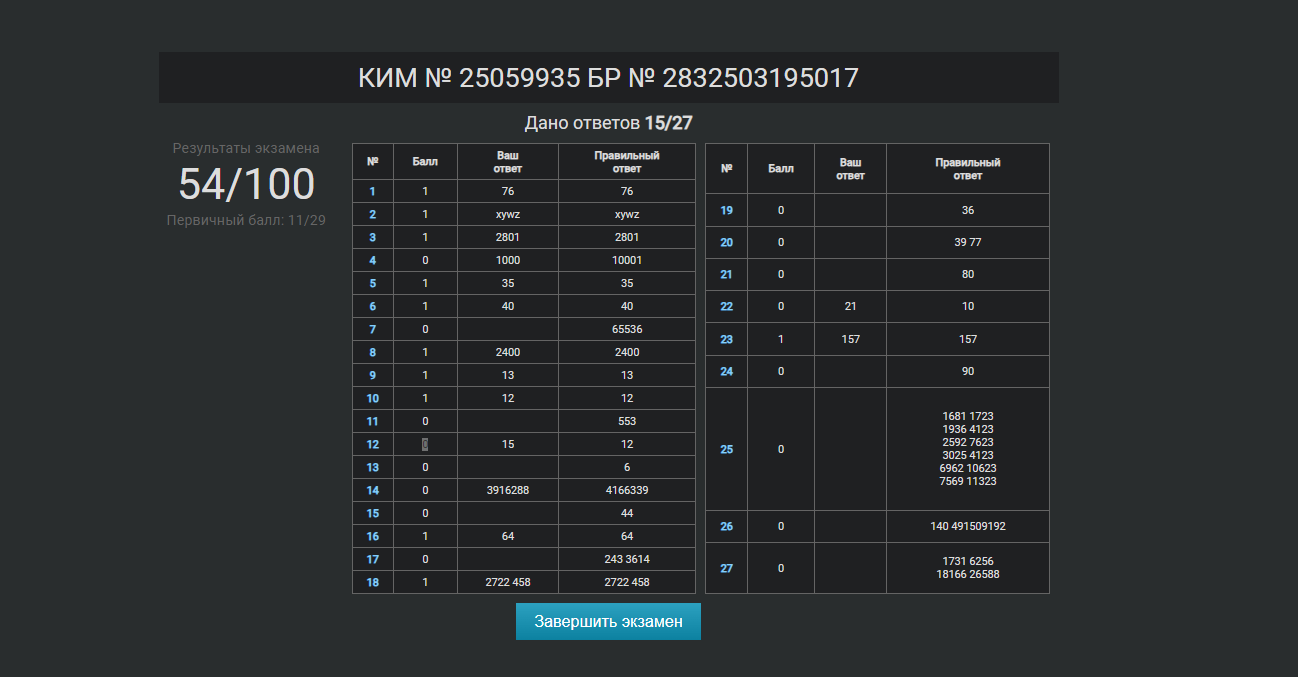 КИМ № 25059935 БР № 2832503195017
Дано ответов 15/27
Результаты экзамена
54/100
Первичный балл: 11/29
№ Балл Ваш ответ Правильный ответ
1 1 76 76
2 1 xywz xywz
3 1 2801 2801
4 0 1000 10001
5 1 35 35
6 1 40 40
7 0 65536
8 1 2400 2400
9 1 13 13
10 1 12 12
11 0 553
12 0 15 12
13 0 6
14 0 3916288 4166339
15 0 44
16 1 64 64
17 0 243 3614
18 1 2722 458 2722 458
№ Балл Ваш ответ Правильный ответ
19 0 36
20 0 39 77
21 0 80
22 0 21 10
23 1 157 157
24 0 90
25 0 1681 1723
1936 4123
2592 7623
3025 4123
6962 10623
7569 11323
26 0 140 491509192
27 0 1731 6256
18166 26588
Завершить экзамен